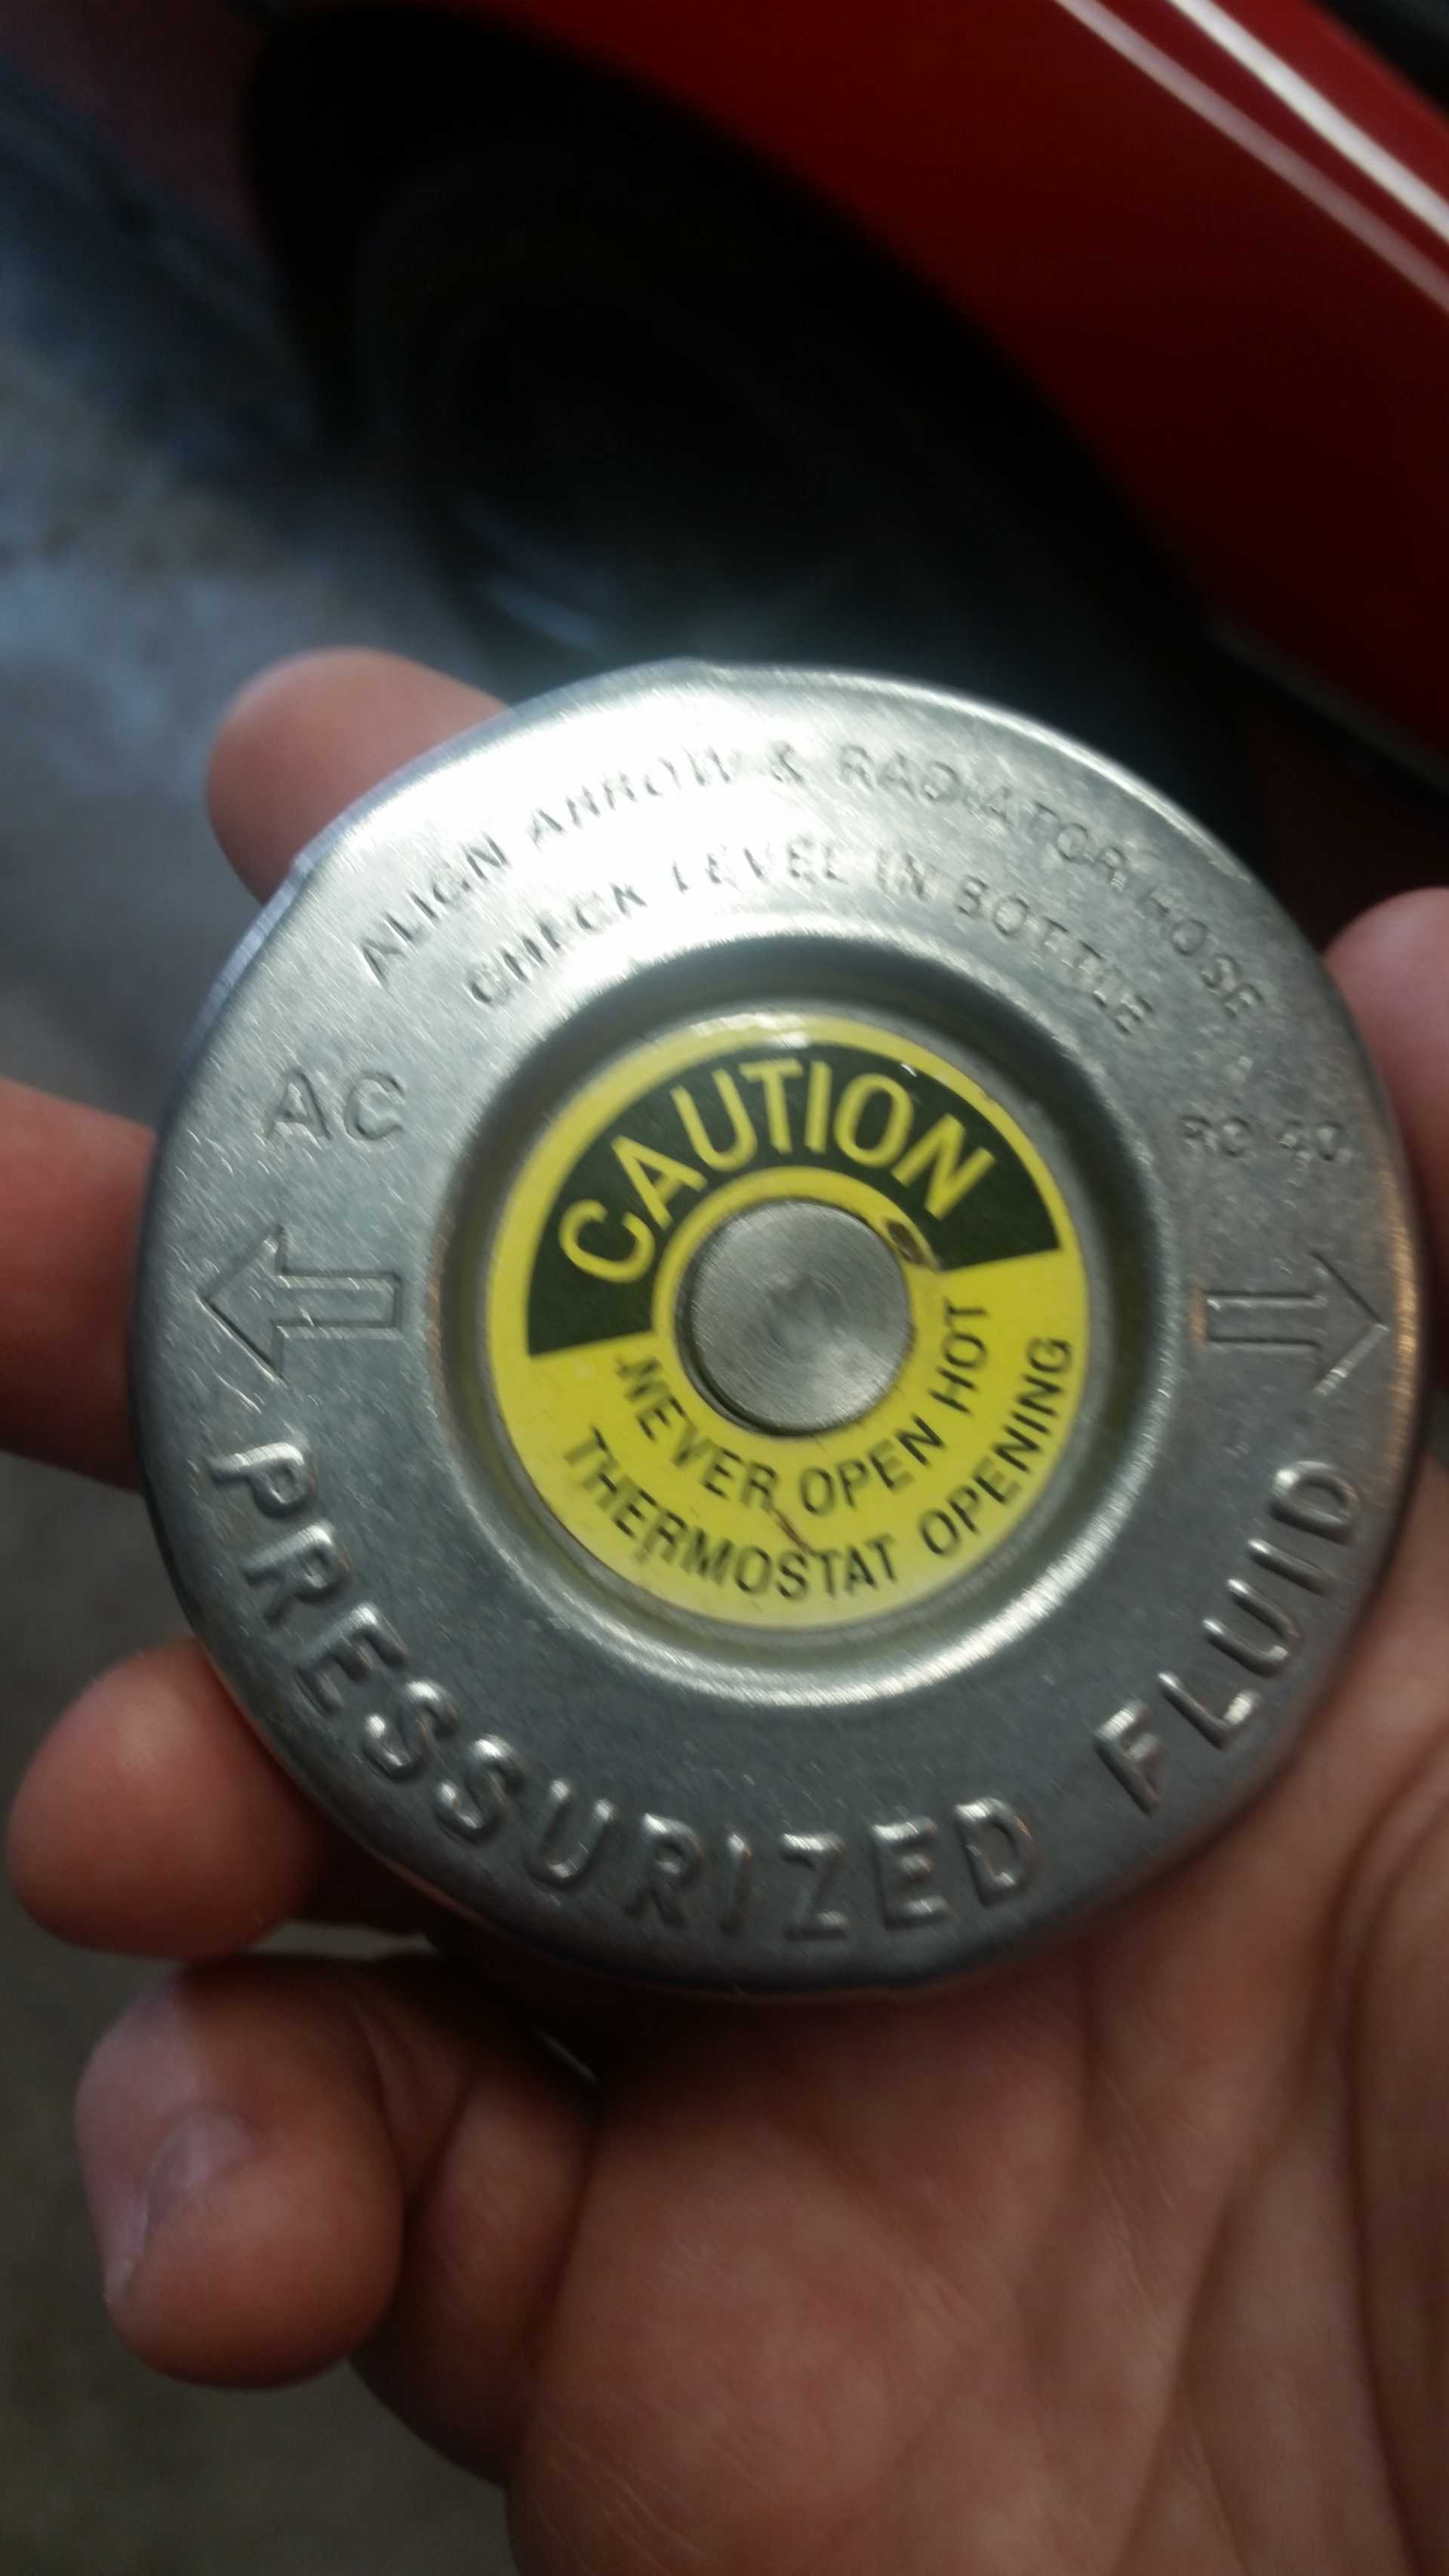 ALIGN ARROW & RADIATOR HOSE
CHECK LEVEL IN BOTTLE
AC
RC 40
CAUTION
NEVER OPEN HOT
THERMOSTAT OPENING
PRESSURIZED FLUID